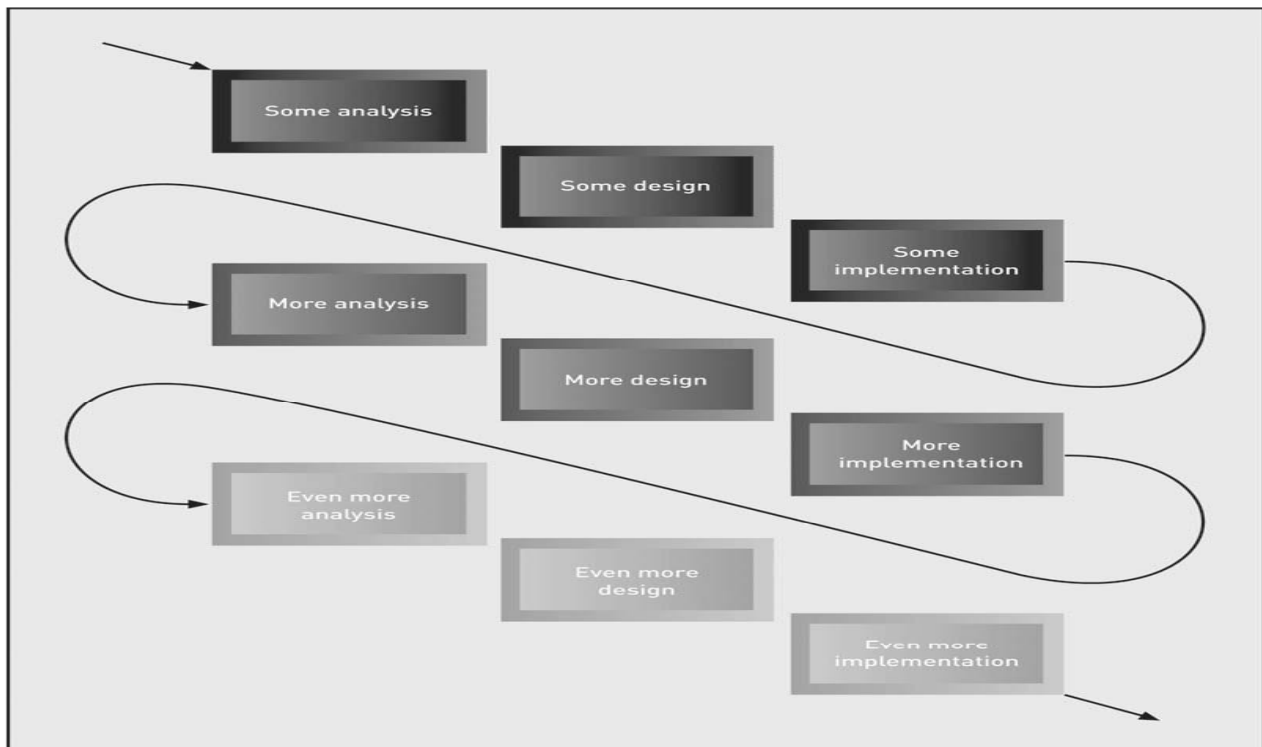 Some analysis
Some design
Some
implementation
More analysis
More design
More
implementation
Even more
analysis
Even more
design
Even more
implementation